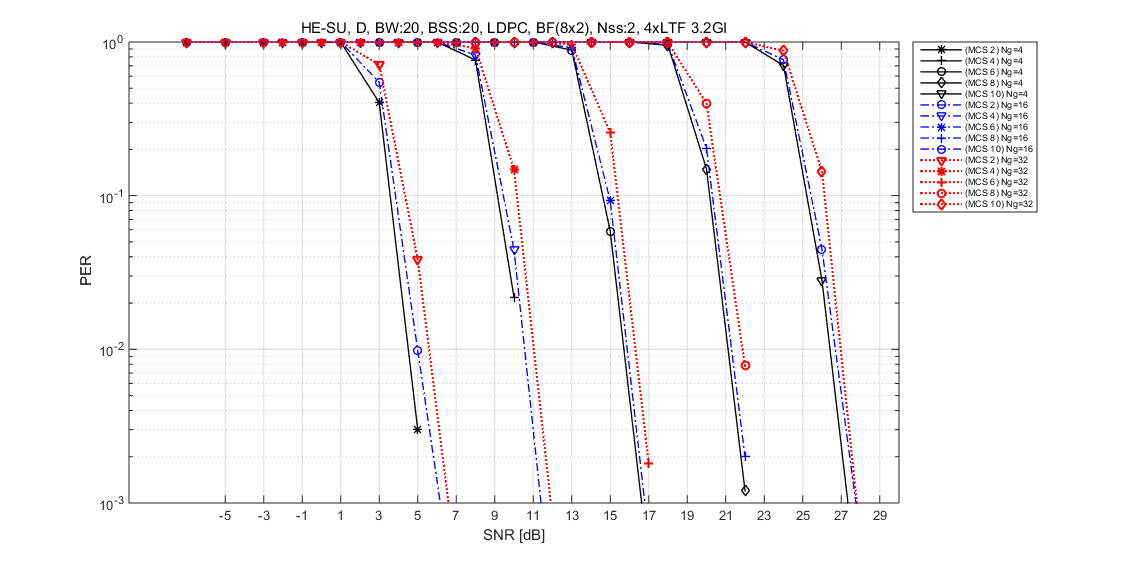 HE-SU, D, BW:20, BSS:20, LDPC, BF(8x2), Nss:2, 4xLTF 3.2GI
10^0
10^-1
10^-2
10^-3
PER
-5 -3 -1 1 3 5 7 9 11 13 15 17 19 21 23 25 27 29
SNR [dB]
(MCS 2) Ng=4
(MCS 4) Ng=4
(MCS 6) Ng=4
(MCS 8) Ng=4
(MCS 10) Ng=4
(MCS 2) Ng=16
(MCS 4) Ng=16
(MCS 6) Ng=16
(MCS 8) Ng=16
(MCS 10) Ng=16
(MCS 2) Ng=32
(MCS 4) Ng=32
(MCS 6) Ng=32
(MCS 8) Ng=32
(MCS 10) Ng=32